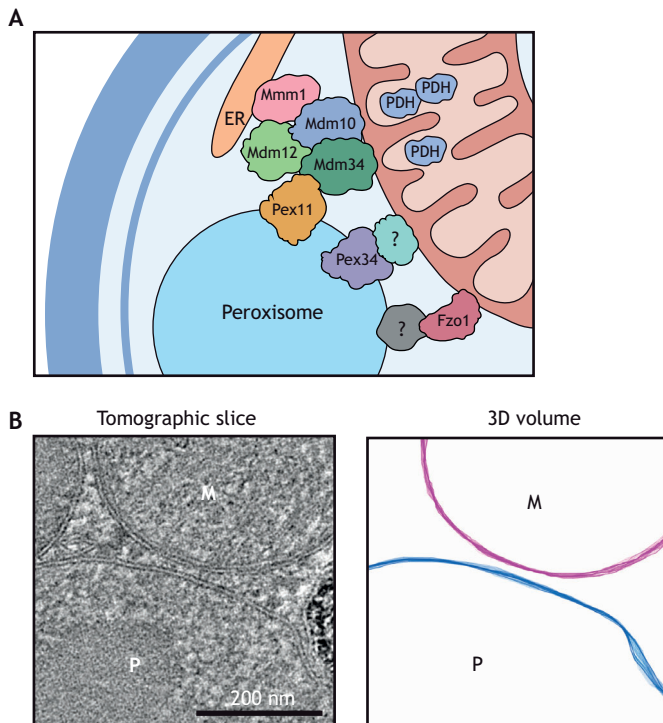 A
Mmm1
ER
Mdm10
Mdm12
Mdm34
PDH
PDH
PDH
Pex11
Pex34
?
Peroxisome
?
Fzo1
B
Tomographic slice
3D volume
M
P
200 nm
M
P